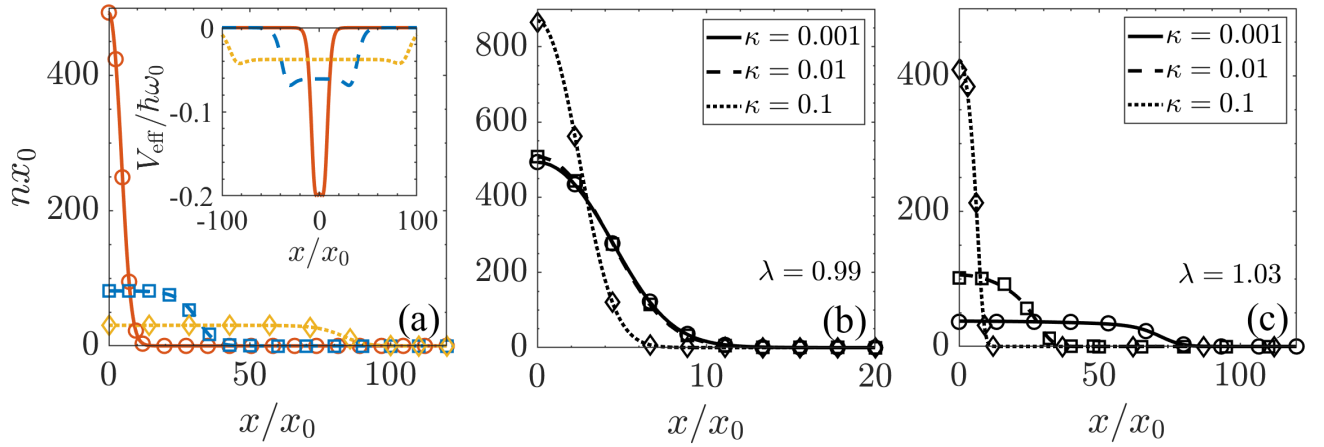 nx₀
400
200
0
0
50
100
x/x₀
(a)
V_eff/ħω₀
0
-0.1
-0.2
-100
0
100
x/x₀
800
600
400
200
0
0
10
20
x/x₀
κ = 0.001
κ = 0.01
κ = 0.1
λ = 0.99
(b)
400
200
0
0
50
100
x/x₀
κ = 0.001
κ = 0.01
κ = 0.1
λ = 1.03
(c)